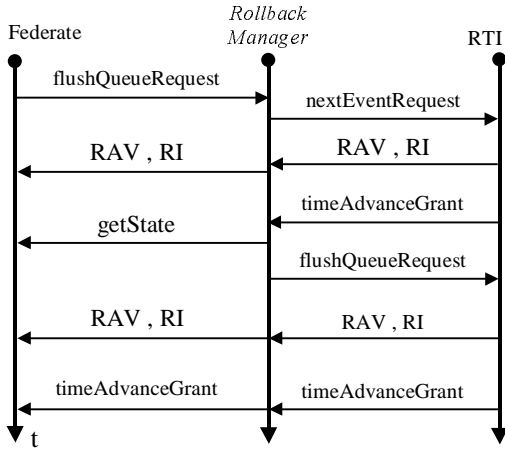 Federate
Rollback
Manager
RTI
flushQueueRequest
nextEventRequest
RAV , RI
RAV , RI
timeAdvanceGrant
getState
flushQueueRequest
RAV , RI
RAV , RI
timeAdvanceGrant
timeAdvanceGrant
t